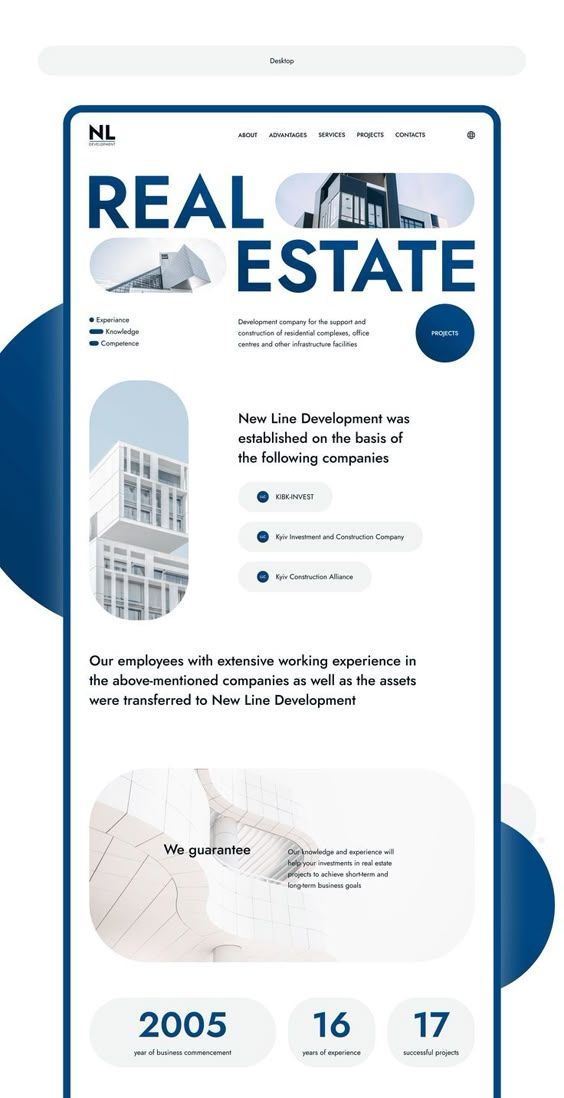 Desktop
NL
DEVELOPMENT
ABOUT ADVANTAGES SERVICES PROJECTS CONTACTS
REAL
ESTATE
Experiance
Knowledge
Competence
Development company for the support and
construction of residential complexes, office
centres and other infrastructure facilities
PROJECTS
New Line Development was
established on the basis of
the following companies
LLC KIBK-INVEST
LLC Kyiv Investment and Construction Company
LLC Kyiv Construction Alliance
Our employees with extensive working experience in
the above-mentioned companies as well as the assets
were transferred to New Line Development
We guarantee
Our knowledge and experience will
help your investments in real estate
projects to achieve short-term and
long-term business goals
2005
year of business commencement
16
years of experience
17
successful projects